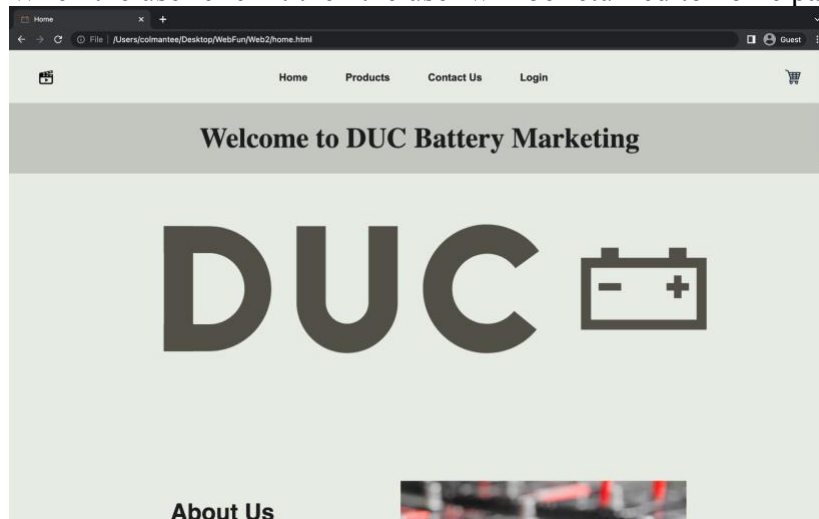 Home
File | /Users/colmantee/Desktop/WebFun/Web2/home.html
Guest
Home Products Contact Us Login
Welcome to DUC Battery Marketing
DUC
About Us